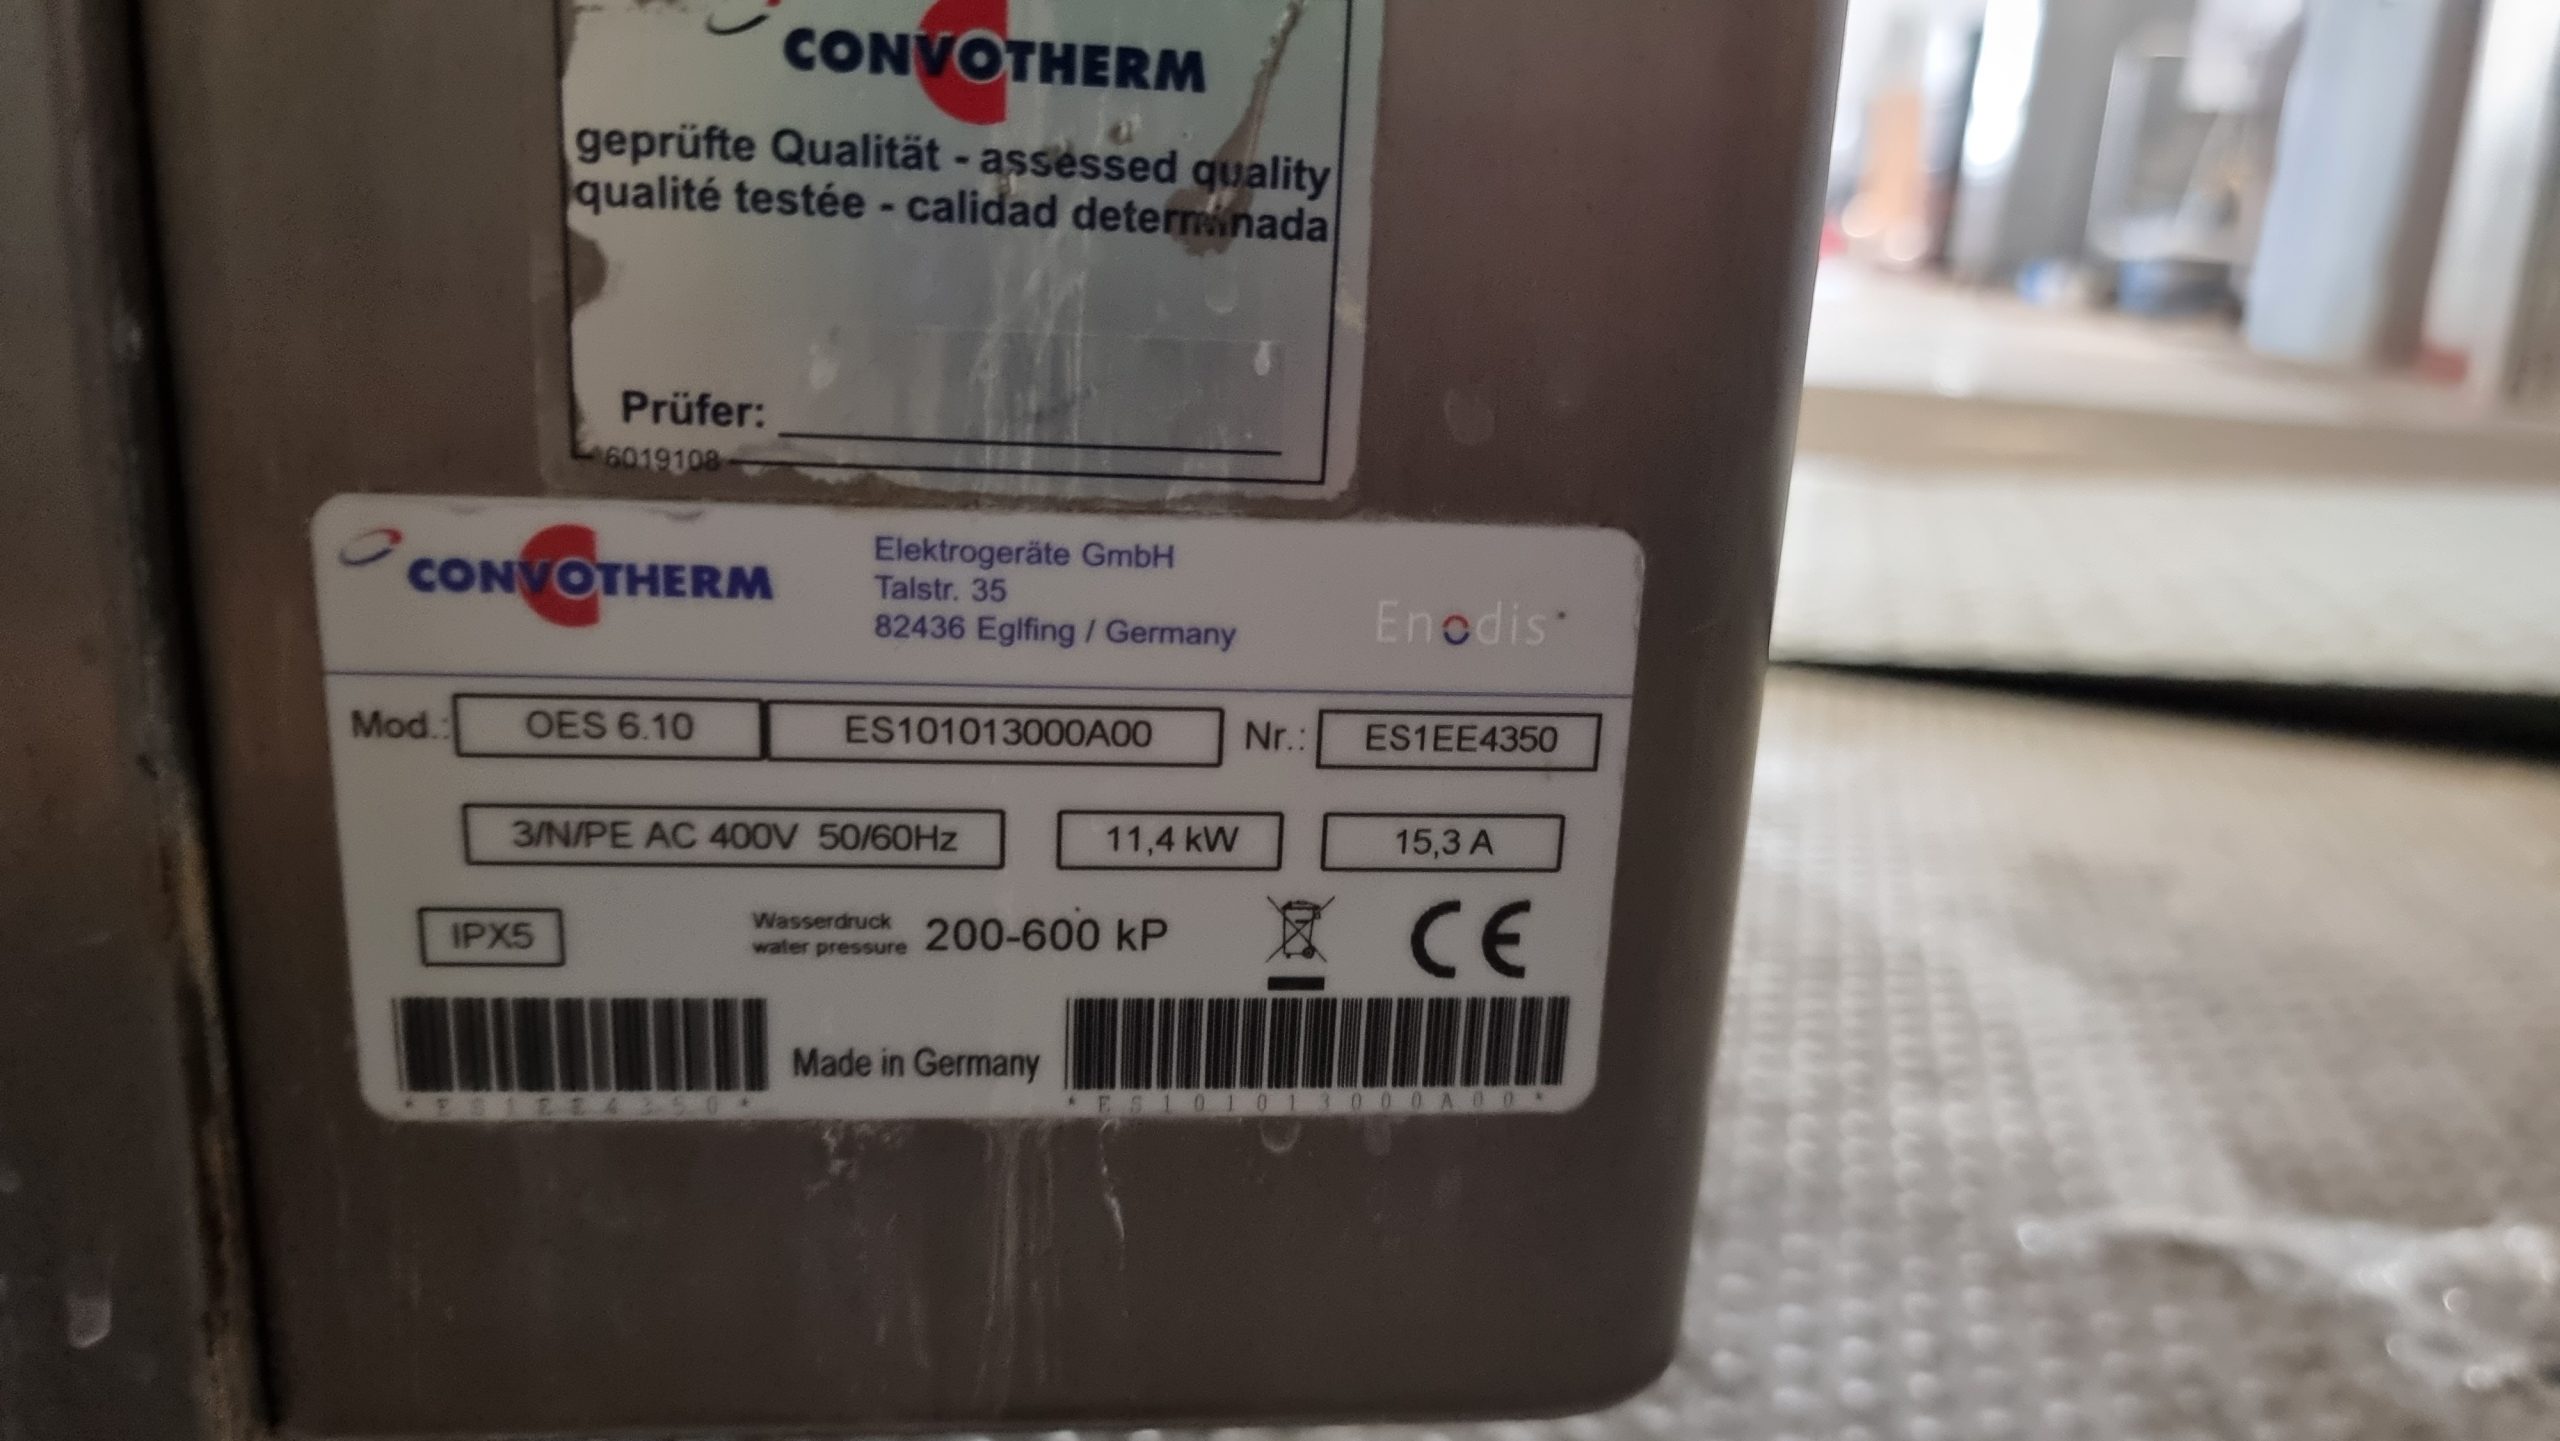 CONVOTHERM
geprüfte Qualität - assessed quality
qualité testée - calidad determinada
Prüfer:
6019108
CONVOTHERM
Elektrogeräte GmbH
Talstr. 35
82436 Eglfing / Germany
Enodis
Mod.: OES 6.10 ES101013000A00 Nr.: ES1EE4350
3/N/PE AC 400V 50/60Hz 11,4 kW 15,3 A
IPX5
Wasserdruck
water pressure
200-600 kP
CE
Made in Germany
*ES1EE4350*
*ES101013000A00*